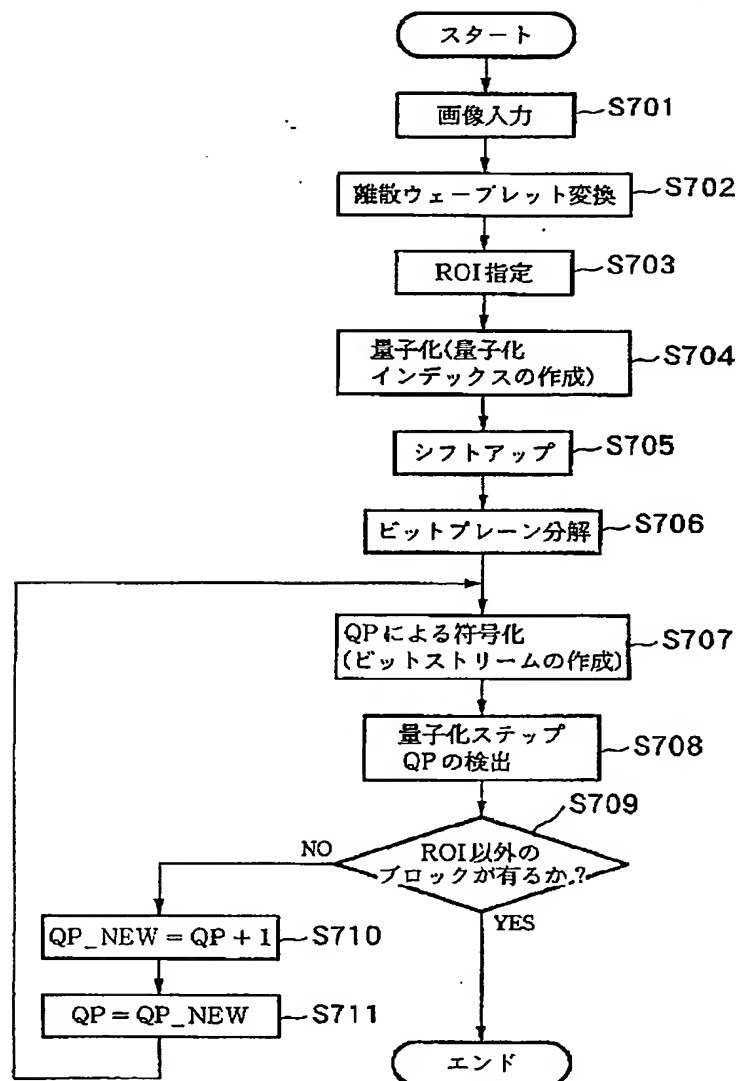 スタート
画像入力
S701
離散ウェーブレット変換
S702
ROI指定
S703
量子化(量子化
インデックスの作成)
S704
シフトアップ
S705
ビットプレーン分解
S706
QPによる符号化
(ビットストリームの作成)
S707
量子化ステップ
QPの検出
S708
S709
ROI以外の
ブロックが有るか?
NO
YES
QP_NEW = QP + 1
S710
QP = QP_NEW
S711
エンド